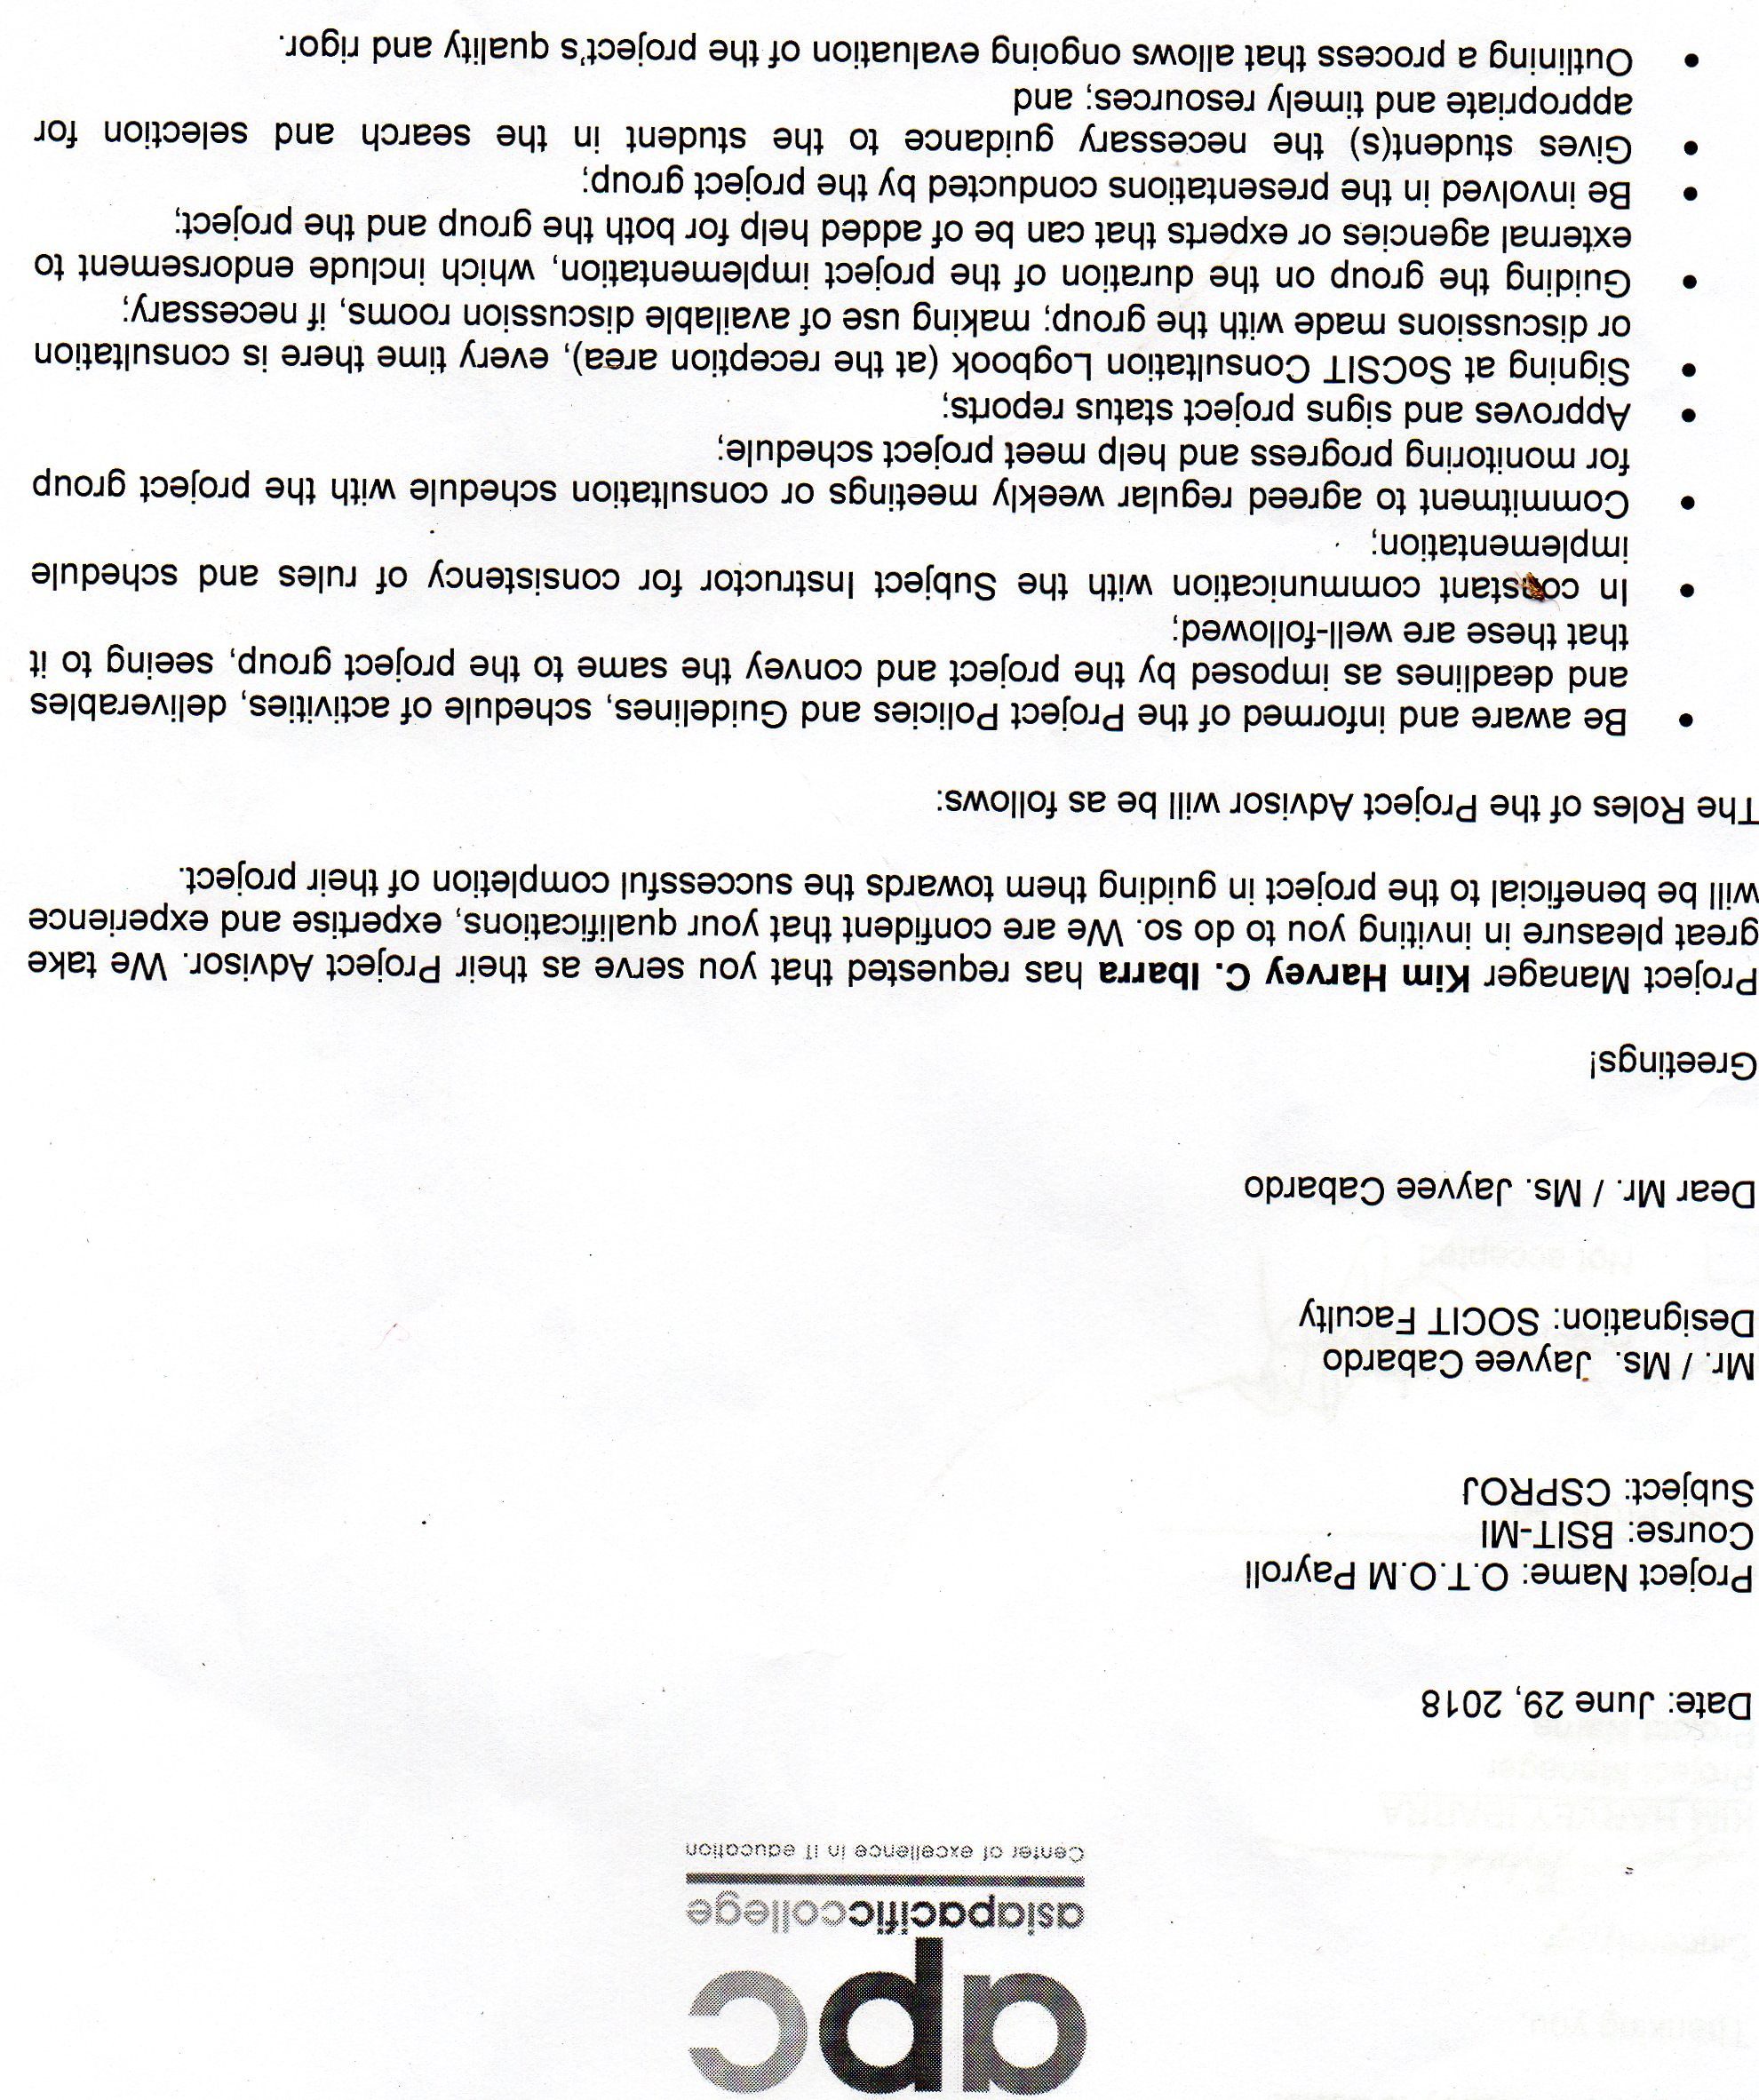 apc
asiapacificcollege
Center of excellence in IT education
Thanking you,
KIM HARVEY IBARRA
Project Manager
Project Name
Date: June 29, 2018
Project Name: O.T.O.M Payroll
Course: BSIT-MI
Subject: CSPROJ
Mr. / Ms.  Jayvee Cabardo
Designation: SOCIT Faculty
Not accepted
Dear Mr. / Ms. Jayvee Cabardo
Greetings!
Project Manager Kim Harvey C. Ibarra has requested that you serve as their Project Advisor. We take
great pleasure in inviting you to do so. We are confident that your qualifications, expertise and experience
will be beneficial to the project in guiding them towards the successful completion of their project.
The Roles of the Project Advisor will be as follows:
• Be aware and informed of the Project Policies and Guidelines, schedule of activities, deliverables
and deadlines as imposed by the project and convey the same to the project group, seeing to it
that these are well-followed;
• In constant communication with the Subject Instructor for consistency of rules and schedule
implementation;
• Commitment to agreed regular weekly meetings or consultation schedule with the project group
for monitoring progress and help meet project schedule;
• Approves and signs project status reports;
• Signing at SoCSIT Consultation Logbook (at the reception area), every time there is consultation
or discussions made with the group; making use of available discussion rooms, if necessary;
• Guiding the group on the duration of the project implementation, which include endorsement to
external agencies or experts that can be of added help for both the group and the project;
• Be involved in the presentations conducted by the project group;
• Gives student(s) the necessary guidance to the student in the search and selection for
appropriate and timely resources; and
• Outlining a process that allows ongoing evaluation of the project's quality and rigor.